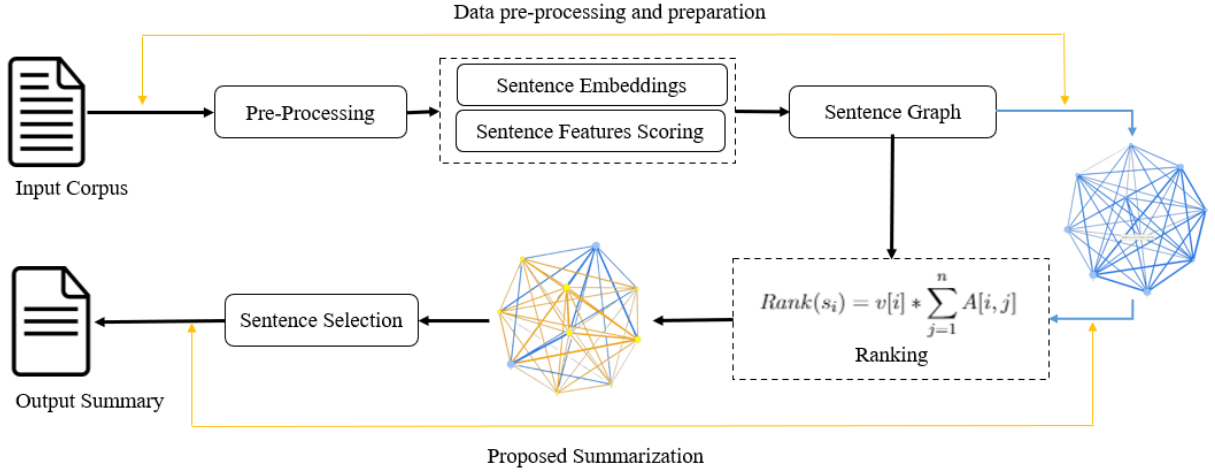 Data pre-processing and preparation
Input Corpus
Pre-Processing
Sentence Embeddings
Sentence Features Scoring
Sentence Graph
Rank(s_i) = v[i] * \sum_{j=1}^{n} A[i, j]
Ranking
Sentence Selection
Output Summary
Proposed Summarization